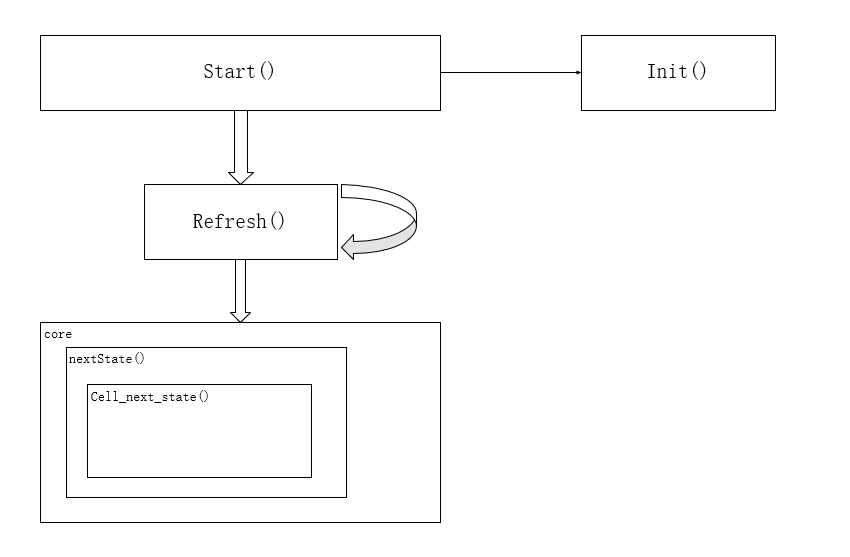 Start()
Init()
Refresh()
core
nextState()
Cell_next_state()